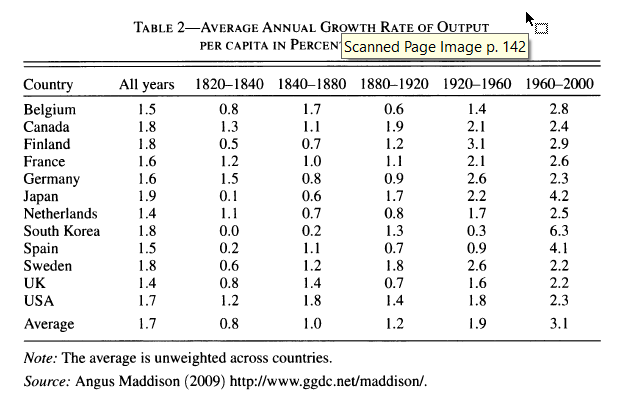 TABLE 2—AVERAGE ANNUAL GROWTH RATE OF OUTPUT
PER CAPITA IN PERCENT
Scanned Page Image p. 142
Country All years 1820–1840 1840–1880 1880–1920 1920–1960 1960–2000
Belgium 1.5 0.8 1.7 0.6 1.4 2.8
Canada 1.8 1.3 1.1 1.9 2.1 2.4
Finland 1.8 0.5 0.7 1.2 3.1 2.9
France 1.6 1.2 1.0 1.1 2.1 2.6
Germany 1.6 1.5 0.8 0.9 2.6 2.3
Japan 1.9 0.1 0.6 1.7 2.2 4.2
Netherlands 1.4 1.1 0.7 0.8 1.7 2.5
South Korea 1.8 0.0 0.2 1.3 0.3 6.3
Spain 1.5 0.2 1.1 0.7 0.9 4.1
Sweden 1.8 0.6 1.2 1.8 2.6 2.2
UK 1.4 0.8 1.4 0.7 1.6 2.2
USA 1.7 1.2 1.8 1.4 1.8 2.3
Average 1.7 0.8 1.0 1.2 1.9 3.1
Note: The average is unweighted across countries.
Source: Angus Maddison (2009) http://www.ggdc.net/maddison/.